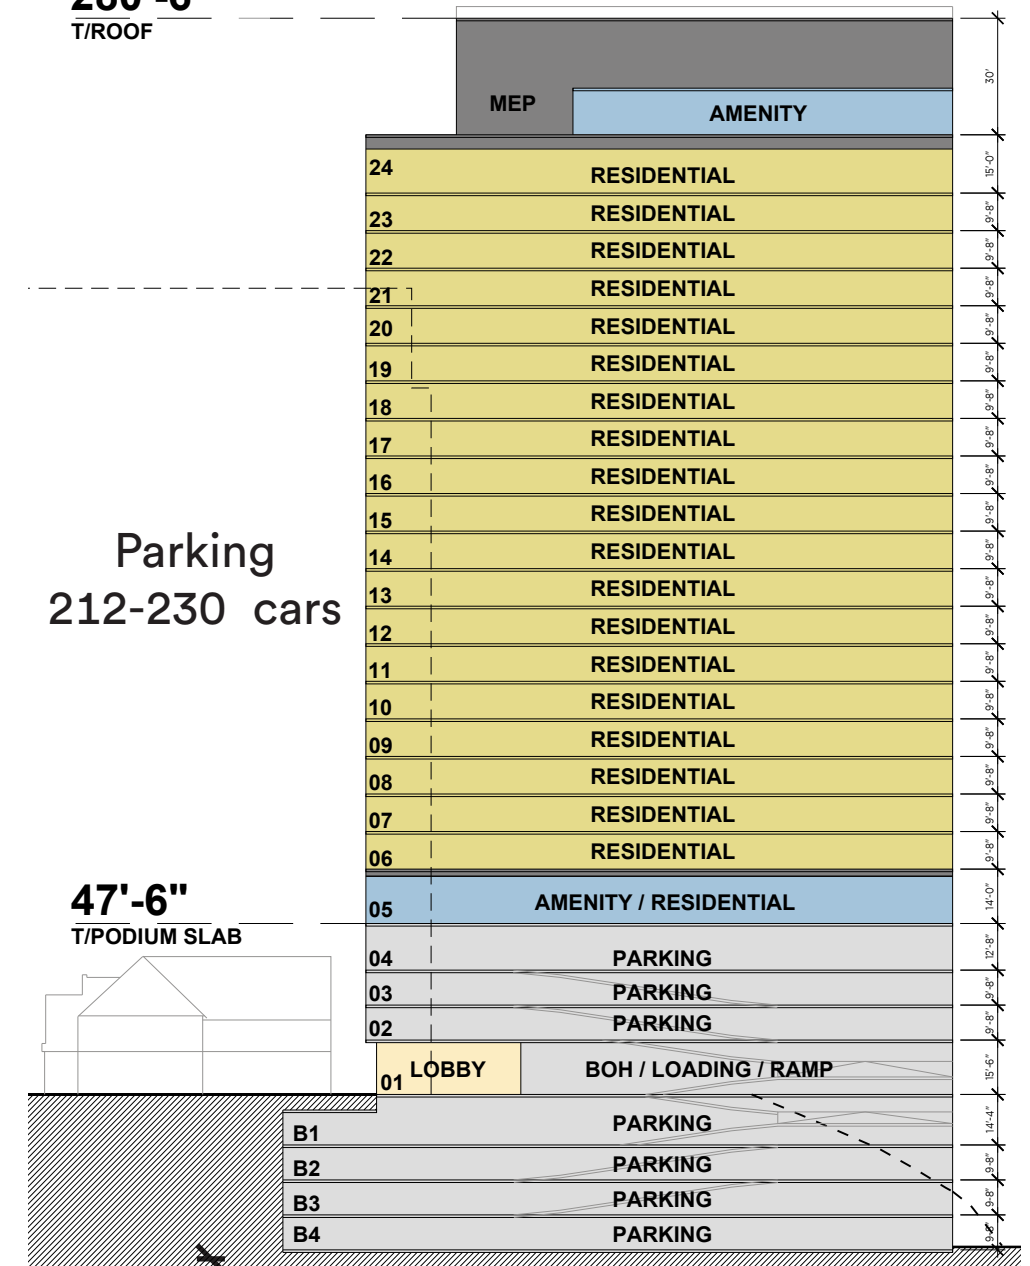 280'-6"
T/ROOF
30'
MEP
AMENITY
24 RESIDENTIAL 15'-0"
23 RESIDENTIAL 9'-8"
22 RESIDENTIAL 9'-8"
21 RESIDENTIAL 9'-8"
20 RESIDENTIAL 9'-8"
19 RESIDENTIAL 9'-8"
18 RESIDENTIAL 9'-8"
17 RESIDENTIAL 9'-8"
16 RESIDENTIAL 9'-8"
15 RESIDENTIAL 9'-8"
14 RESIDENTIAL 9'-8"
13 RESIDENTIAL 9'-8"
12 RESIDENTIAL 9'-8"
11 RESIDENTIAL 9'-8"
10 RESIDENTIAL 9'-8"
09 RESIDENTIAL 9'-8"
08 RESIDENTIAL 9'-8"
07 RESIDENTIAL 9'-8"
06 RESIDENTIAL 9'-8"
Parking
212-230 cars
47'-6"
T/PODIUM SLAB
05 AMENITY / RESIDENTIAL 14'-0"
04 PARKING 12'-8"
03 PARKING 9'-8"
02 PARKING 9'-8"
01 LOBBY BOH / LOADING / RAMP 15'-6"
B1 PARKING 14'-4"
B2 PARKING 9'-8"
B3 PARKING 9'-8"
B4 PARKING 9'-8"